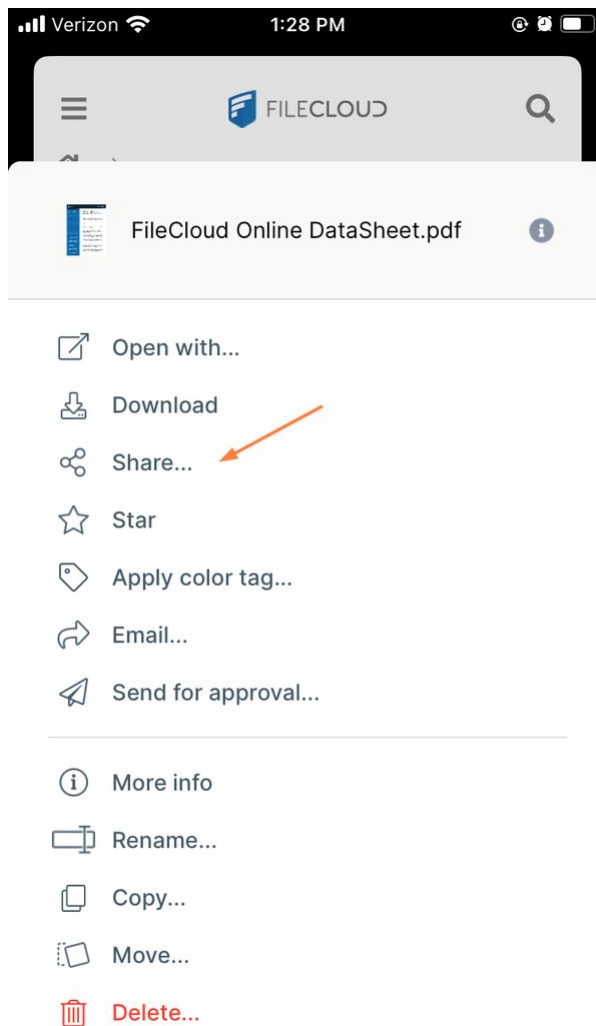 Verizon 1:28 PM
FILECLOUD
FileCloud Online DataSheet.pdf
Open with...
Download
Share...
Star
Apply color tag...
Email...
Send for approval...
More info
Rename...
Copy...
Move...
Delete...